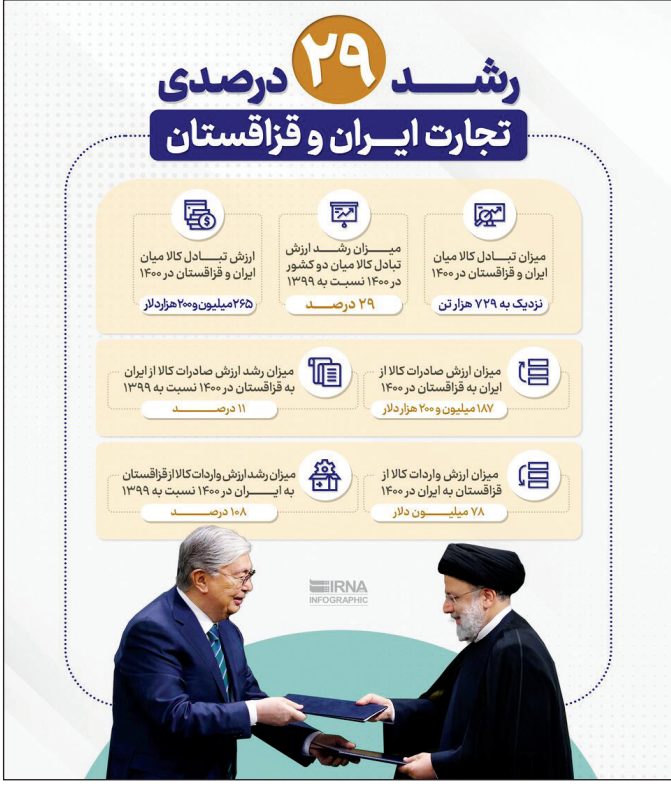 رشد ۲۹ درصدی
تجارت ایران و قزاقستان
میزان تبادل کالا میان
ایران و قزاقستان در ۱۴۰۰
نزدیک به ۷۲۹ هزار تن
میزان رشد ارزش
تبادل کالا میان دو کشور
در ۱۴۰۰ نسبت به ۱۳۹۹
۲۹ درصد
ارزش تبادل کالا میان
ایران و قزاقستان در ۱۴۰۰
۲۶۵ میلیون و ۲۰۰ هزار دلار
میزان ارزش صادرات کالا از
ایران به قزاقستان در ۱۴۰۰
۱۸۷ میلیون و ۲۰۰ هزار دلار
میزان رشد ارزش صادرات کالا از ایران
به قزاقستان در ۱۴۰۰ نسبت به ۱۳۹۹
۱۱ درصد
میزان ارزش واردات کالا از
قزاقستان به ایران در ۱۴۰۰
۷۸ میلیون دلار
میزان رشد ارزش واردات کالا از قزاقستان
به ایران در ۱۴۰۰ نسبت به ۱۳۹۹
۱۰۸ درصد
IRNA
INFOGRAPHIC